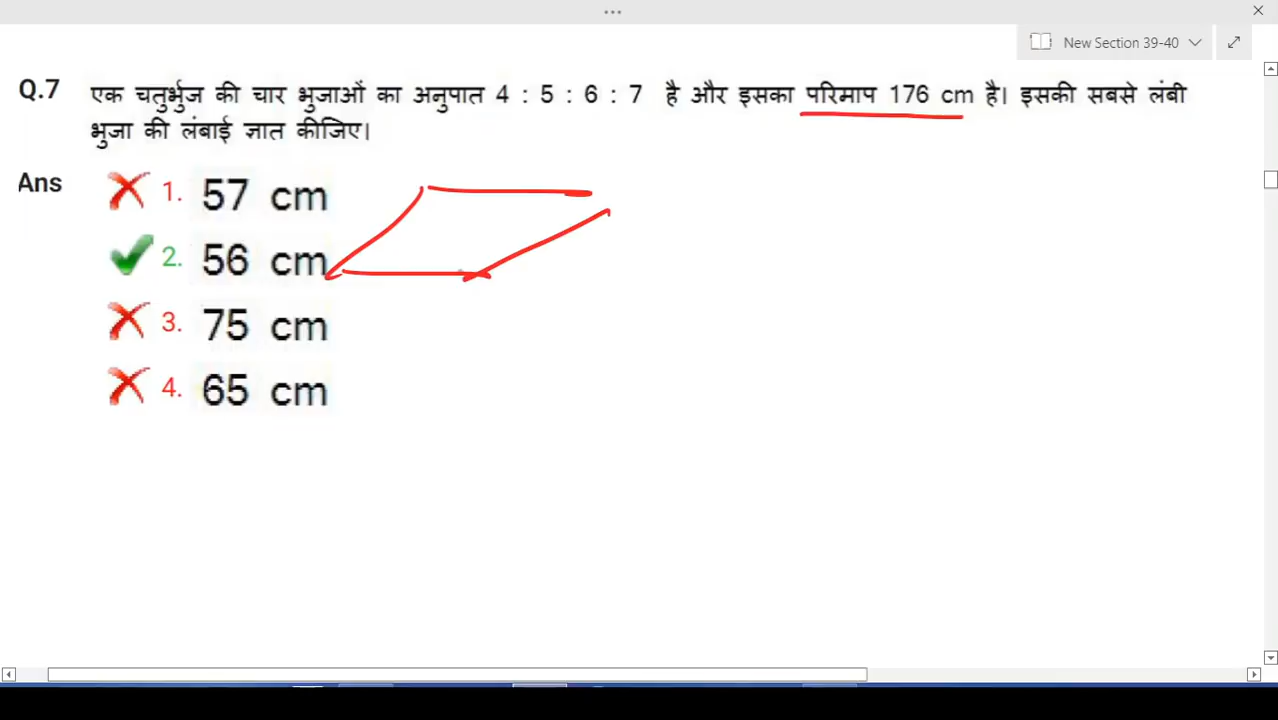 New Section 39-40
Q.7 एक चतुर्भुज की चार भुजाओं का अनुपात 4 : 5 : 6 : 7 है और इसका परिमाप 176 cm है। इसकी सबसे लंबी
भुजा की लंबाई ज्ञात कीजिए।
Ans 1. 57 cm
2. 56 cm
3. 75 cm
4. 65 cm